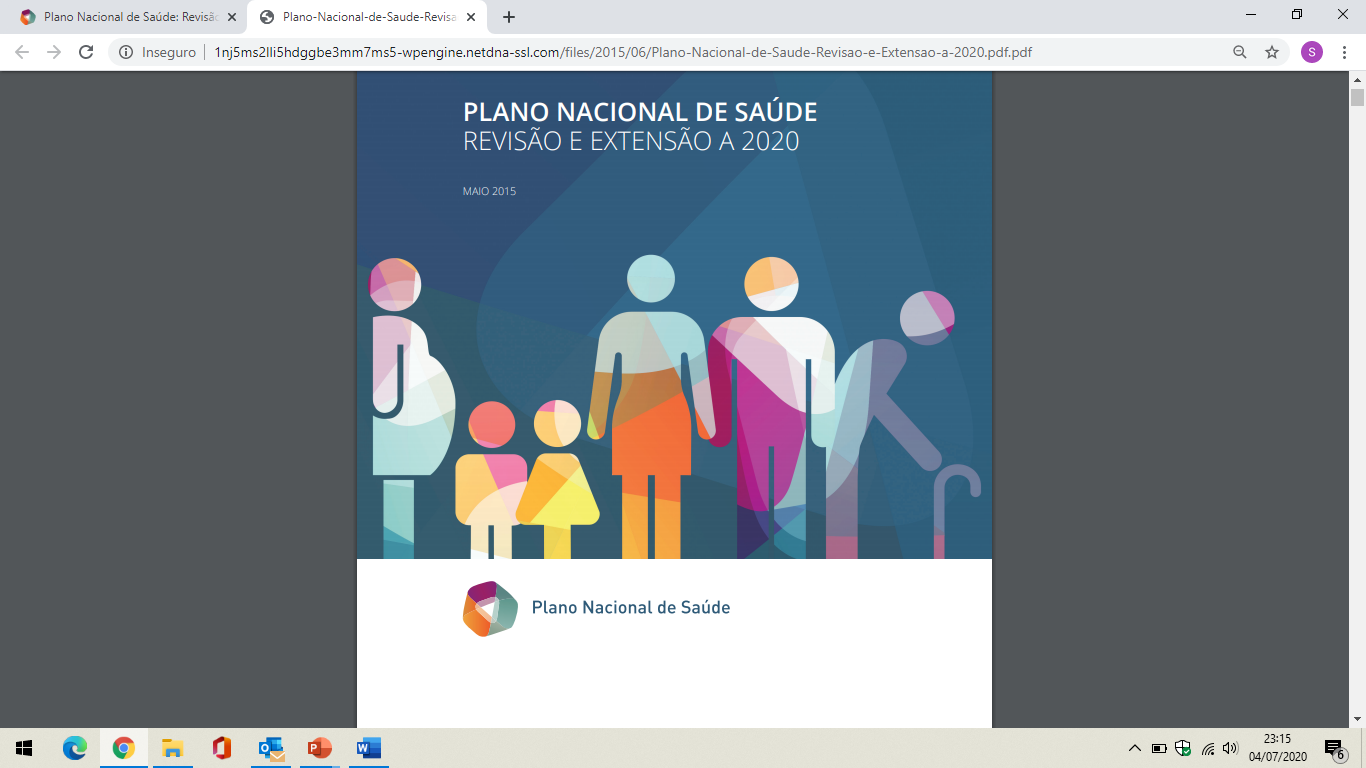 Plano Nacional de Saúde: Revisão
Plano-Nacional-de-Saude-Revisa
Inseguro
1nj5ms2lli5hdggbe3mm7ms5-wpengine.netdna-ssl.com/files/2015/06/Plano-Nacional-de-Saude-Revisao-e-Extensao-a-2020.pdf.pdf
S
PLANO NACIONAL DE SAÚDE
REVISÃO E EXTENSÃO A 2020
MAIO 2015
Plano Nacional de Saúde
23:15
04/07/2020
6